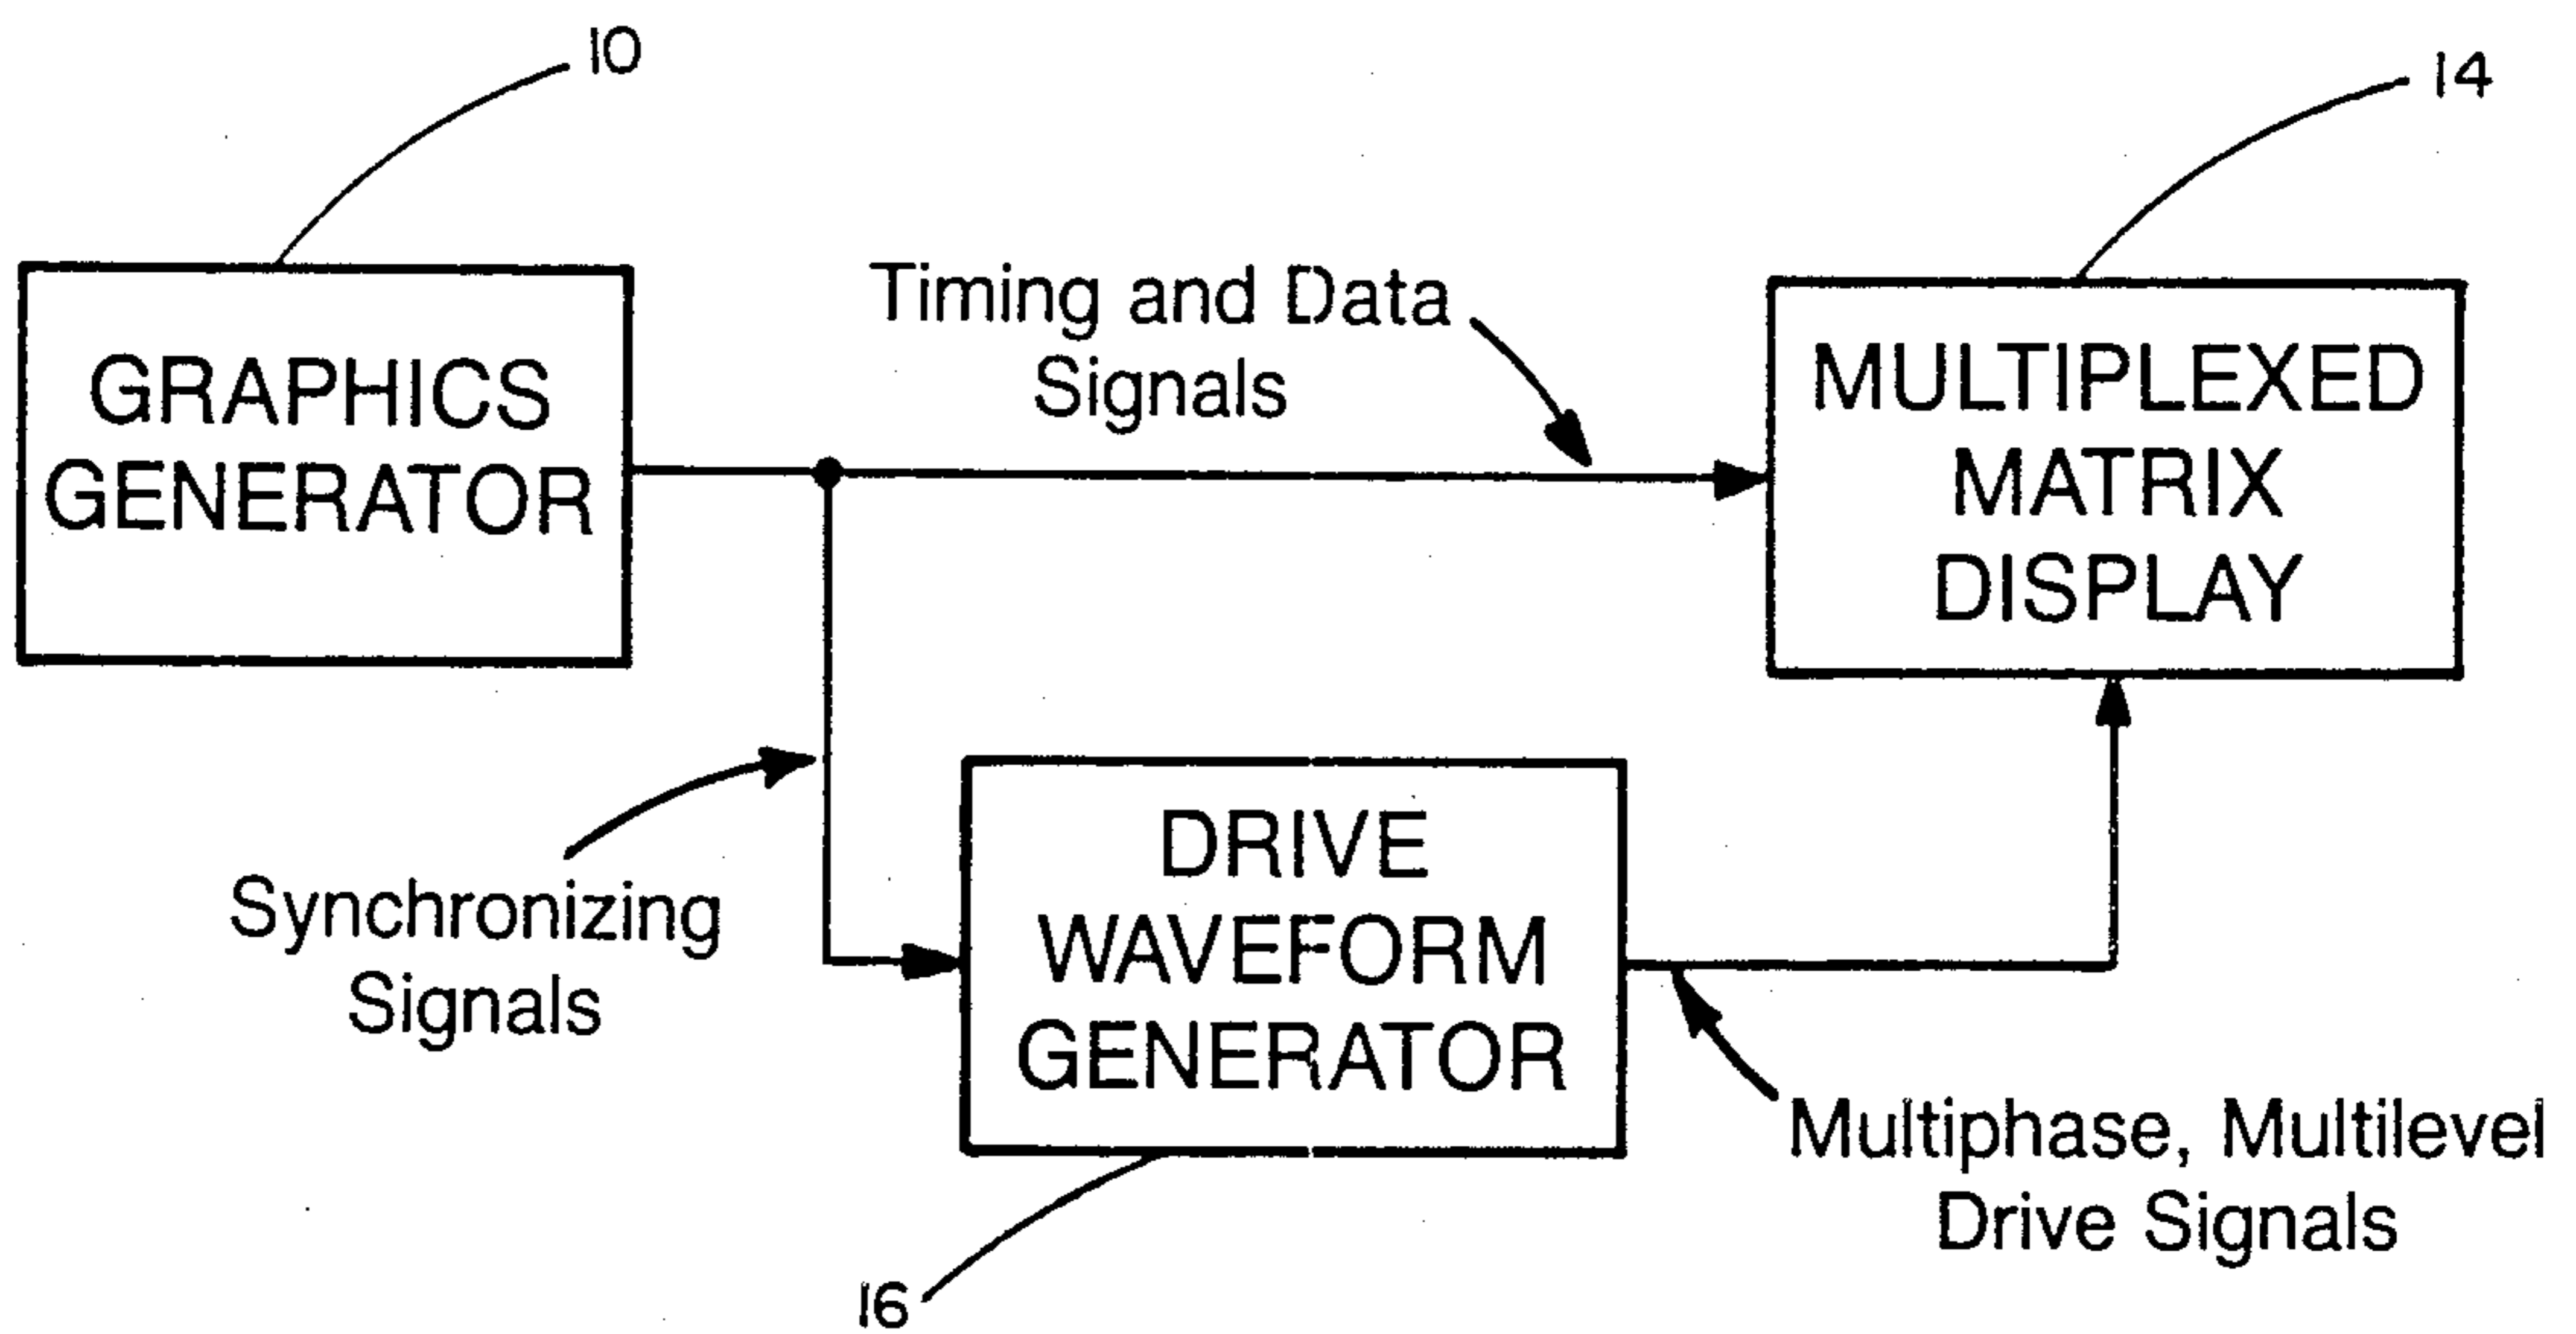 10
14
GRAPHICS
GENERATOR
Timing and Data
Signals
MULTIPLEXED
MATRIX
DISPLAY
Synchronizing
Signals
DRIVE
WAVEFORM
GENERATOR
Multiphase, Multilevel
Drive Signals
16